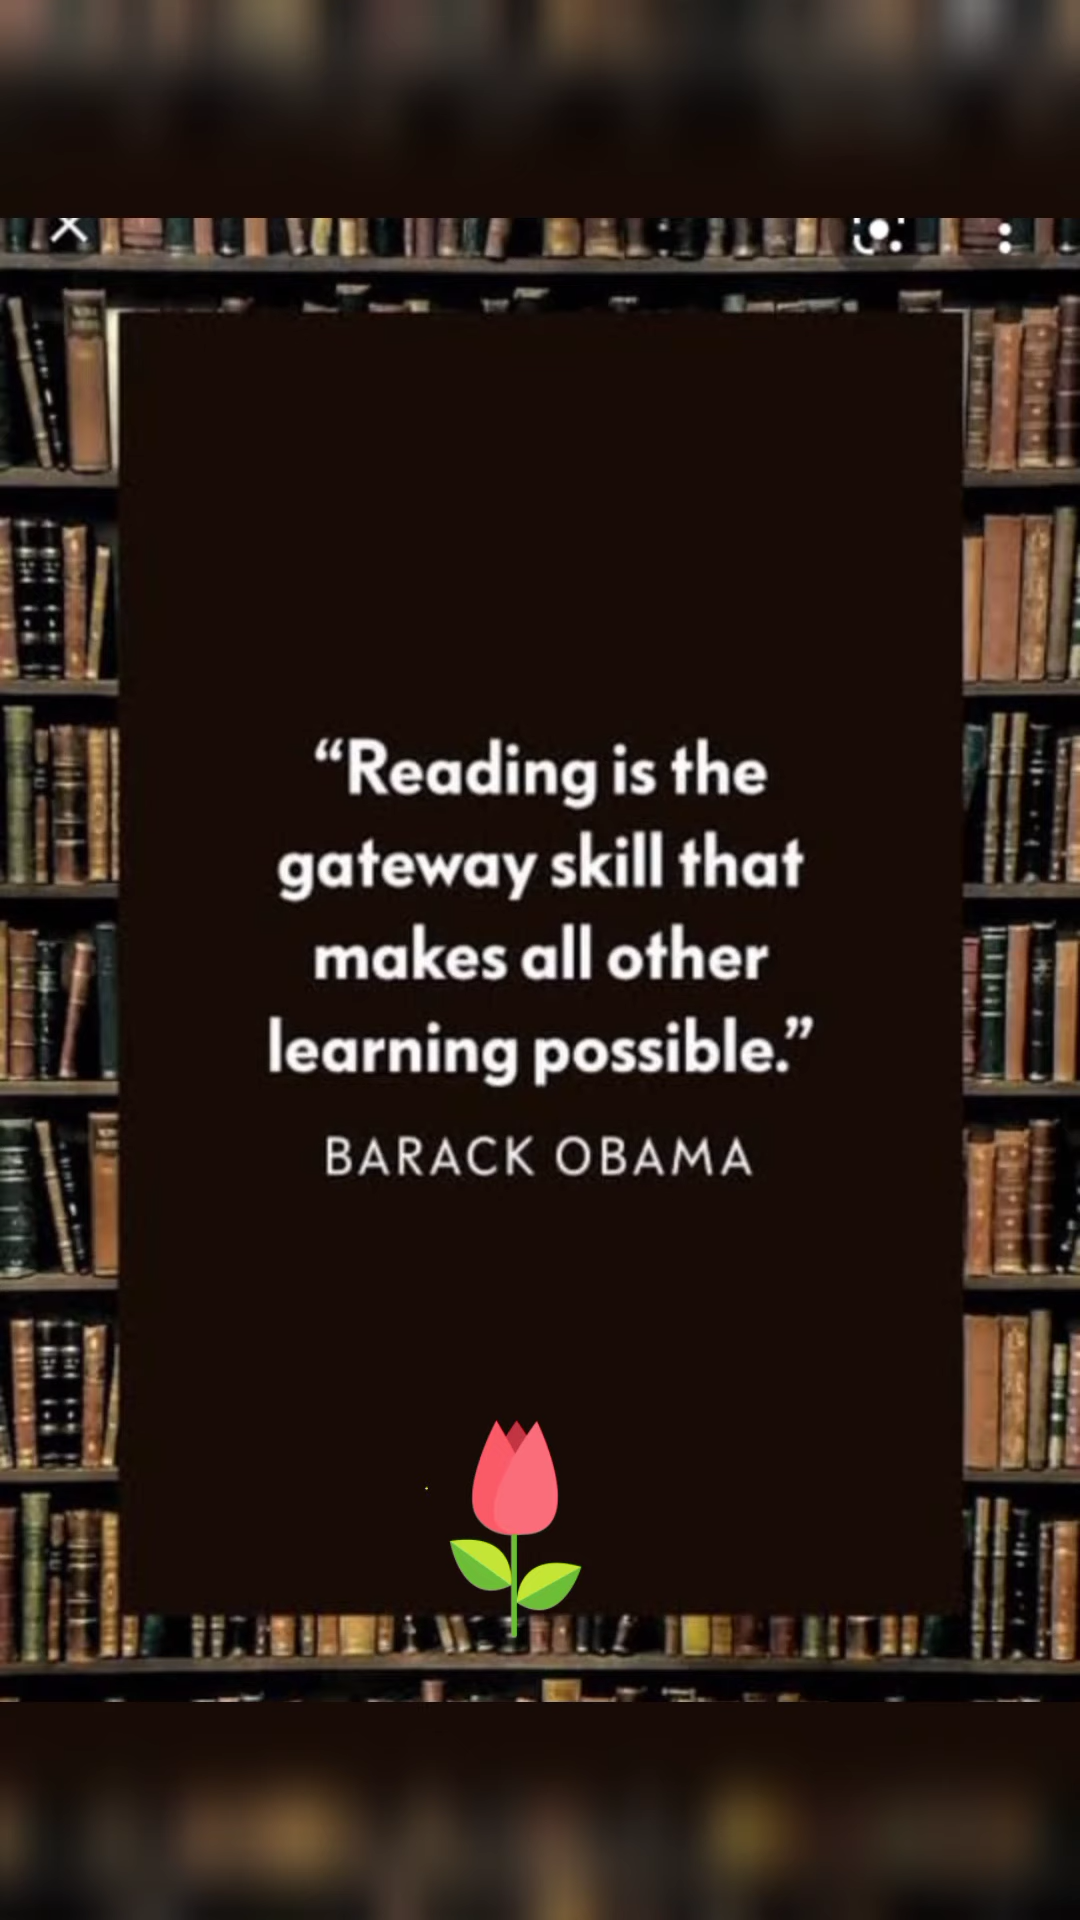 “Reading is the
gateway skill that
makes all other
learning possible.”
BARACK OBAMA